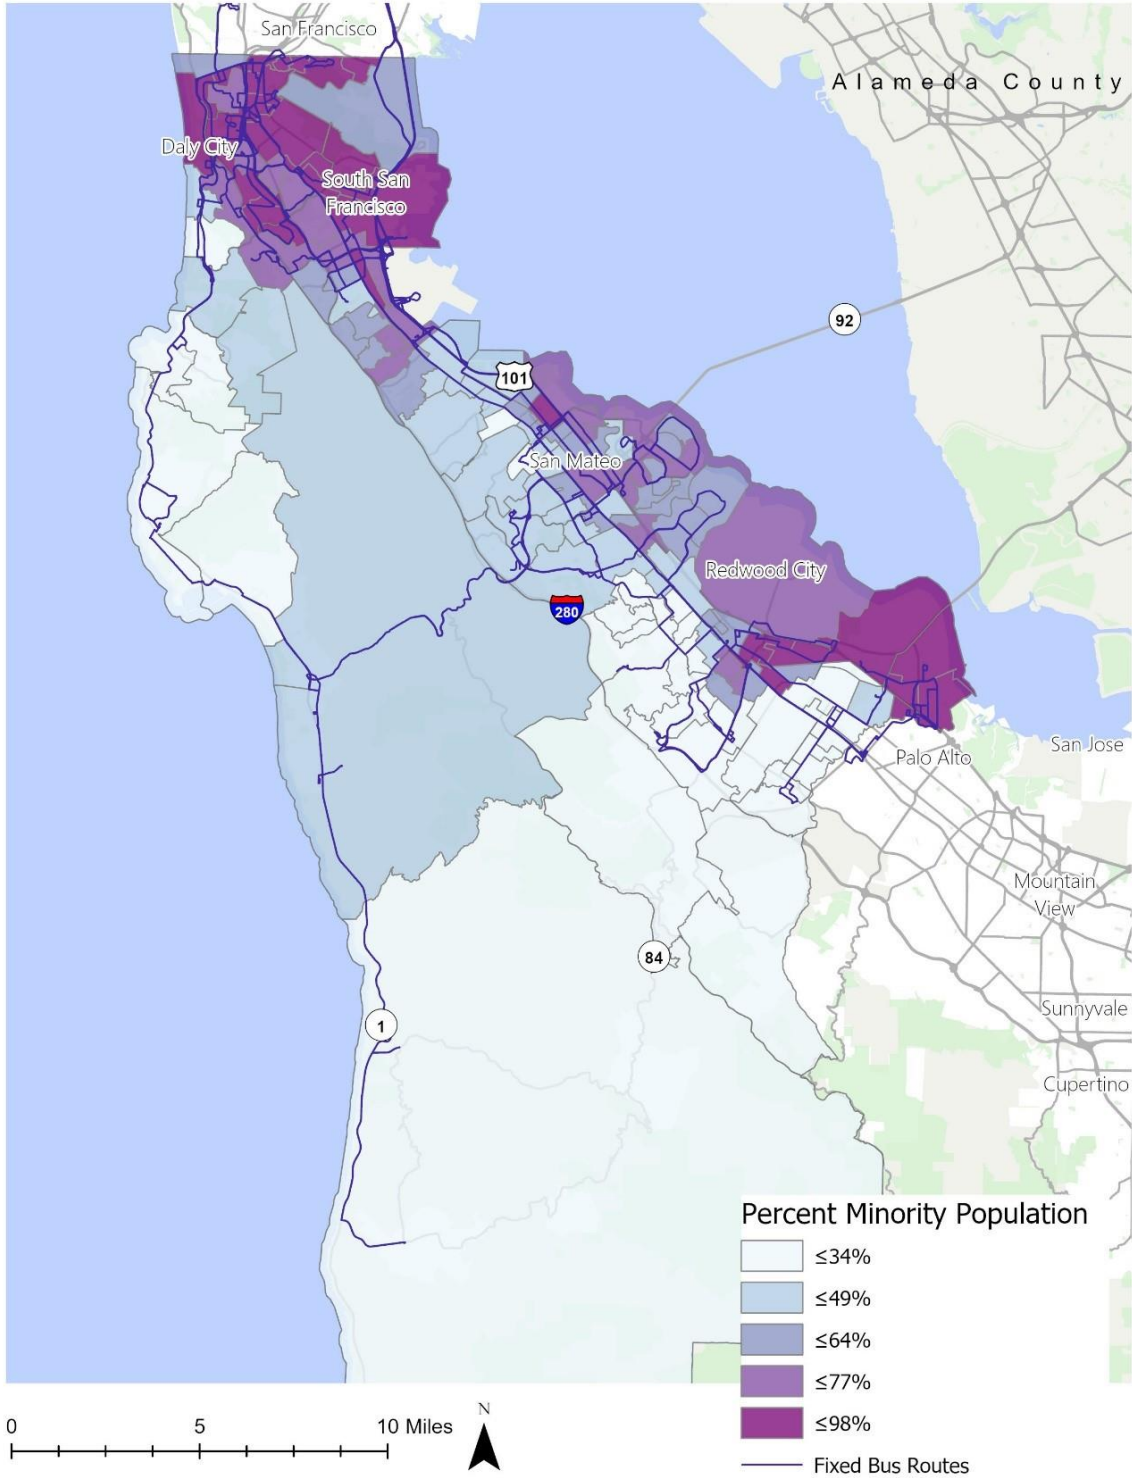 San Francisco
Alameda County
Daly City
South San
Francisco
92
101
San Mateo
Redwood City
280
San Jose
Palo Alto
Mountain
View
84
Sunnyvale
1
Cupertino
Percent Minority Population
≤34%
≤49%
≤64%
≤77%
≤98%
Fixed Bus Routes
0 5 10 Miles
N